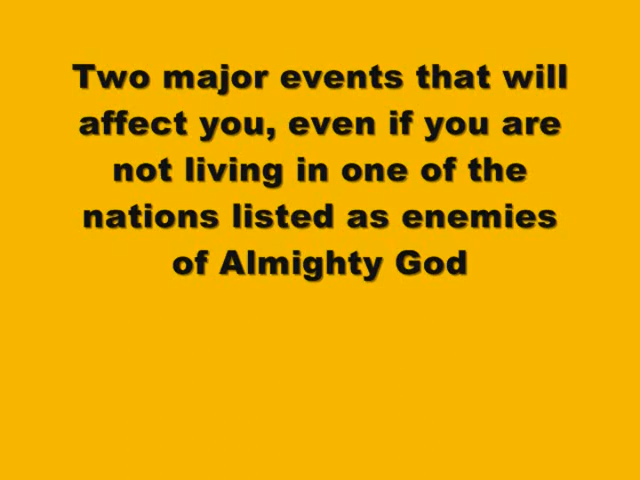 Two major events that will
affect you, even if you are
not living in one of the
nations listed as enemies
of Almighty God